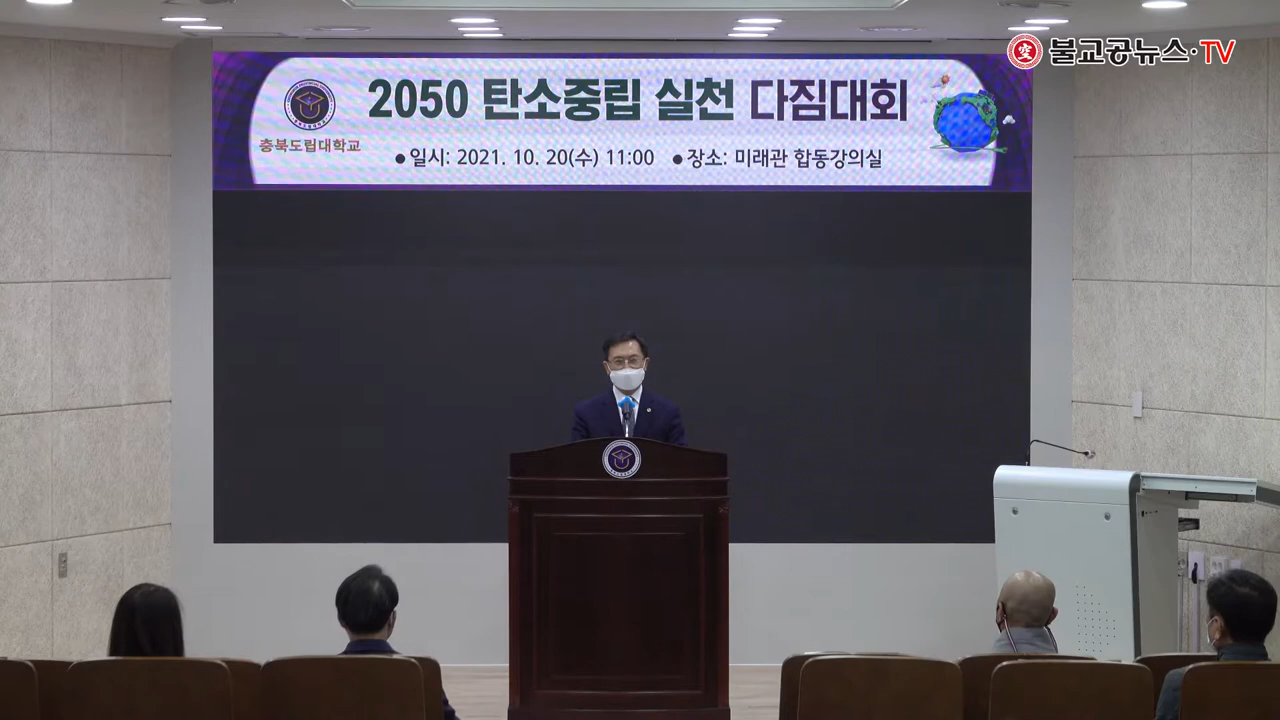 空 불교공뉴스·TV
2050 탄소중립 실천 다짐대회
충북도립대학교
●일시: 2021. 10. 20(수) 11:00 ●장소: 미래관 합동강의실